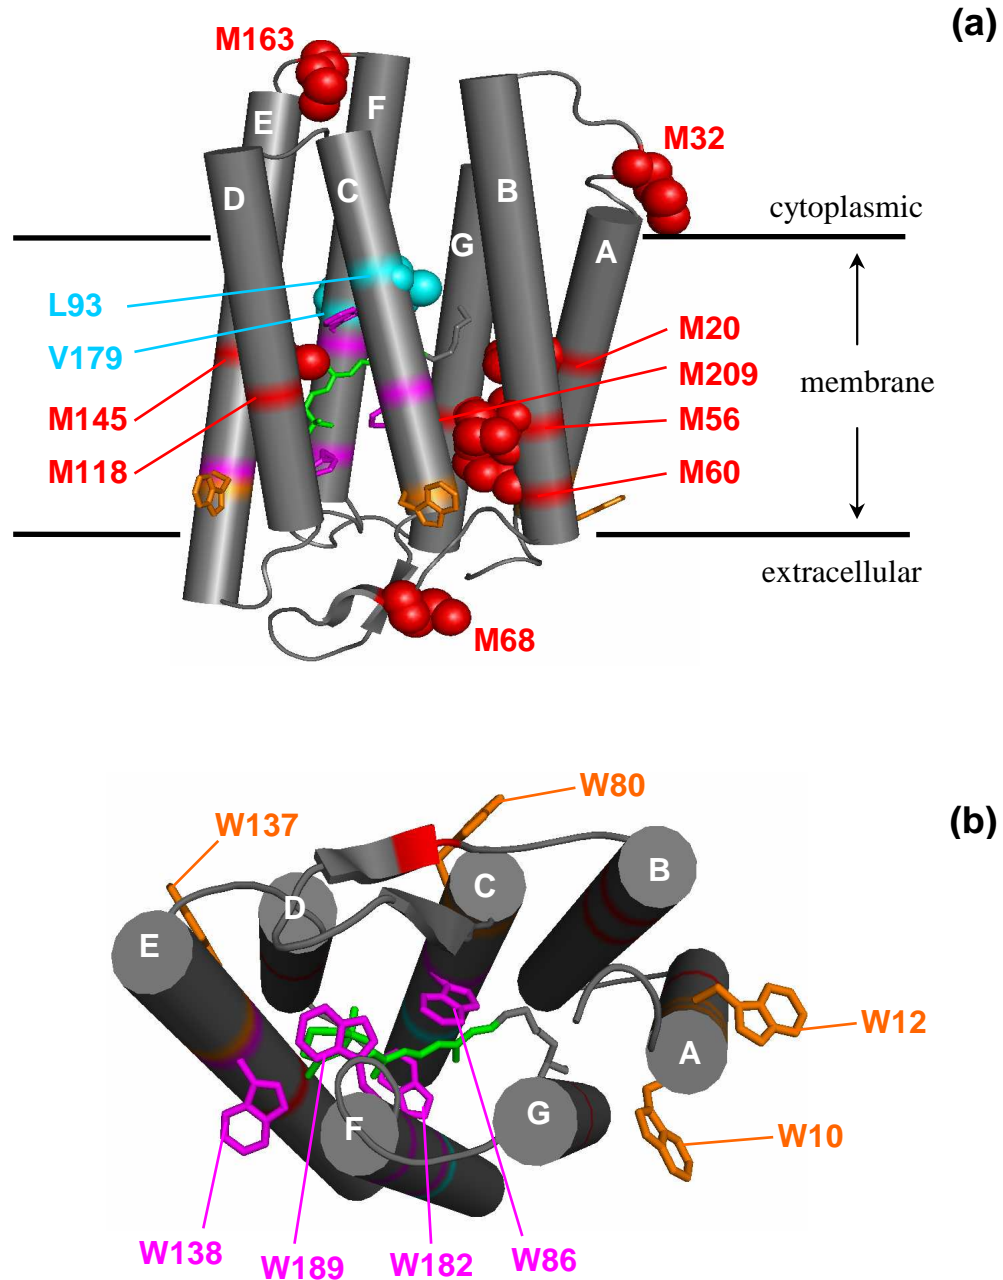 (a)
M163
F
E
M32
D
C
B
cytoplasmic
G
A
L93
V179
M20
M209
membrane
M145
M56
M118
M60
extracellular
M68
(b)
W80
W137
B
C
D
E
W12
A
G
F
W10
W138
W189
W182
W86